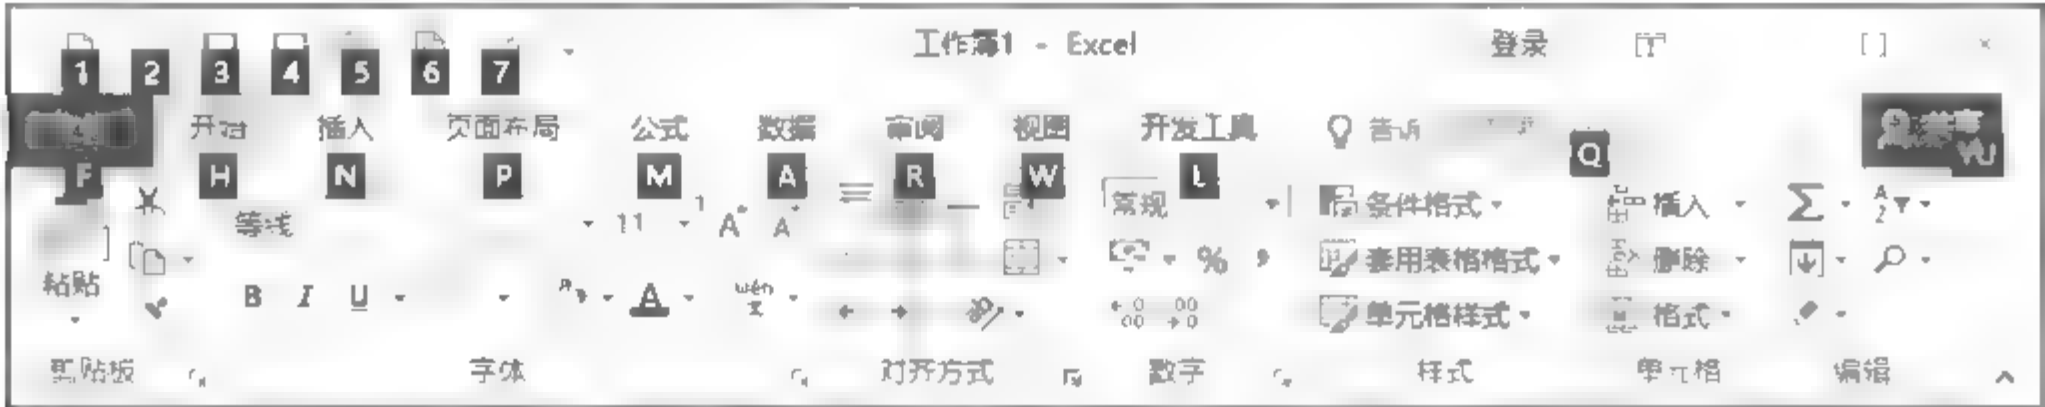 工作簿1 - Excel 登录
1 2 3 4 5 6 7
开始 插入 页面布局 公式 数据 审阅 视图 开发工具 告诉
F H N P M A R W L Q YU
常规 条件格式 插入
等线 11 A A
% 套用表格格式 删除
粘贴 B I U A wén
单元格样式 格式
剪贴板 字体 对齐方式 数字 样式 单元格 编辑